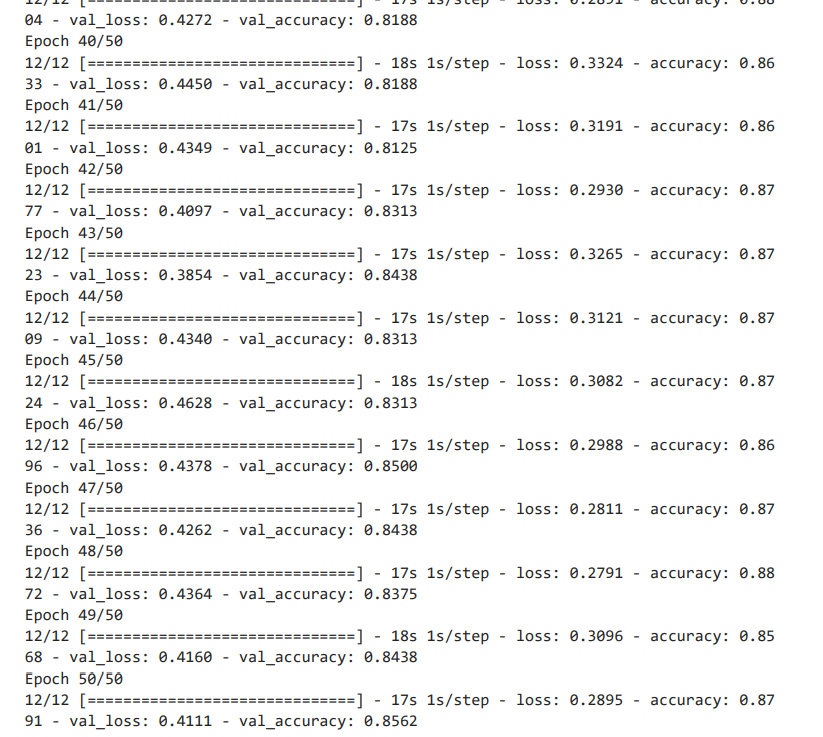 12/12 [==============================] - 17s 1s/step - loss: 0.2891 - accuracy: 0.88
04 - val_loss: 0.4272 - val_accuracy: 0.8188
Epoch 40/50
12/12 [==============================] - 18s 1s/step - loss: 0.3324 - accuracy: 0.86
33 - val_loss: 0.4450 - val_accuracy: 0.8188
Epoch 41/50
12/12 [==============================] - 17s 1s/step - loss: 0.3191 - accuracy: 0.86
01 - val_loss: 0.4349 - val_accuracy: 0.8125
Epoch 42/50
12/12 [==============================] - 17s 1s/step - loss: 0.2930 - accuracy: 0.87
77 - val_loss: 0.4097 - val_accuracy: 0.8313
Epoch 43/50
12/12 [==============================] - 17s 1s/step - loss: 0.3265 - accuracy: 0.87
23 - val_loss: 0.3854 - val_accuracy: 0.8438
Epoch 44/50
12/12 [==============================] - 17s 1s/step - loss: 0.3121 - accuracy: 0.87
09 - val_loss: 0.4340 - val_accuracy: 0.8313
Epoch 45/50
12/12 [==============================] - 18s 1s/step - loss: 0.3082 - accuracy: 0.87
24 - val_loss: 0.4628 - val_accuracy: 0.8313
Epoch 46/50
12/12 [==============================] - 17s 1s/step - loss: 0.2988 - accuracy: 0.86
96 - val_loss: 0.4378 - val_accuracy: 0.8500
Epoch 47/50
12/12 [==============================] - 17s 1s/step - loss: 0.2811 - accuracy: 0.87
36 - val_loss: 0.4262 - val_accuracy: 0.8438
Epoch 48/50
12/12 [==============================] - 17s 1s/step - loss: 0.2791 - accuracy: 0.88
72 - val_loss: 0.4364 - val_accuracy: 0.8375
Epoch 49/50
12/12 [==============================] - 18s 1s/step - loss: 0.3096 - accuracy: 0.85
68 - val_loss: 0.4160 - val_accuracy: 0.8438
Epoch 50/50
12/12 [==============================] - 17s 1s/step - loss: 0.2895 - accuracy: 0.87
91 - val_loss: 0.4111 - val_accuracy: 0.8562